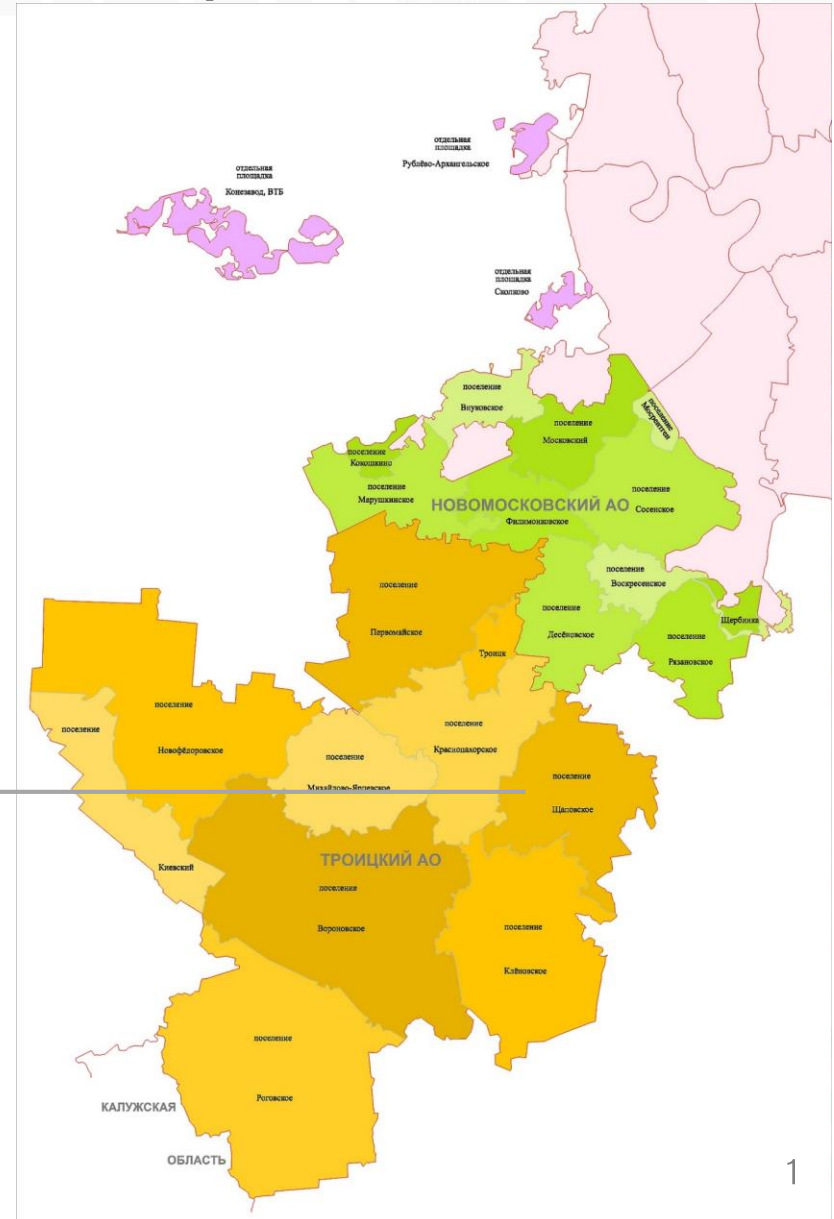 отдельная
площадка
Рублёво-Архангельское
отдельная
площадка
Конезавод, ВТБ
отдельная
площадка
Сколково
поселение
Внуковское
поселение
Мосрентген
поселение
Московский
поселение
Кокошкино
поселение
Марушкинское
поселение
Сосенское
НОВОМОСКОВСКИЙ АО
Филимонковское
поселение
Воскресенское
поселение
Первомайское
поселение
Десёновское
Щербинка
поселение
Рязановское
Троицк
поселение
поселение
Новофёдоровское
поселение
Михайлово-Ярцевское
поселение
Краснопахорское
поселение
Щаповское
Киевский
ТРОИЦКИЙ АО
поселение
Вороновское
поселение
Клёновское
поселение
Роговское
КАЛУЖСКАЯ
ОБЛАСТЬ
1